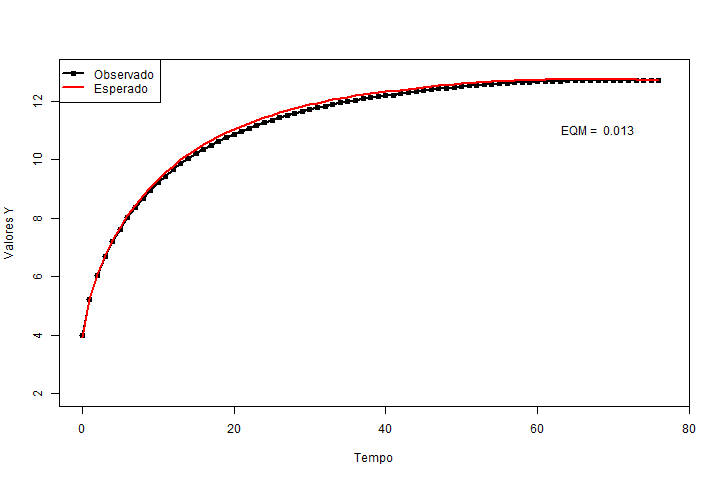 Observado
Esperado
EQM = 0.013
Valores Y
12
10
8
6
4
2
0
20
40
60
80
Tempo